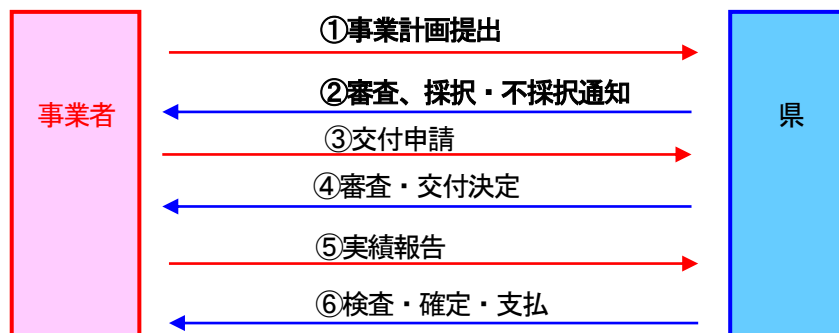 ①事業計画提出
②審査、採択・不採択通知
事業者
県
③交付申請
④審査・交付決定
⑤実績報告
⑥検査・確定・支払